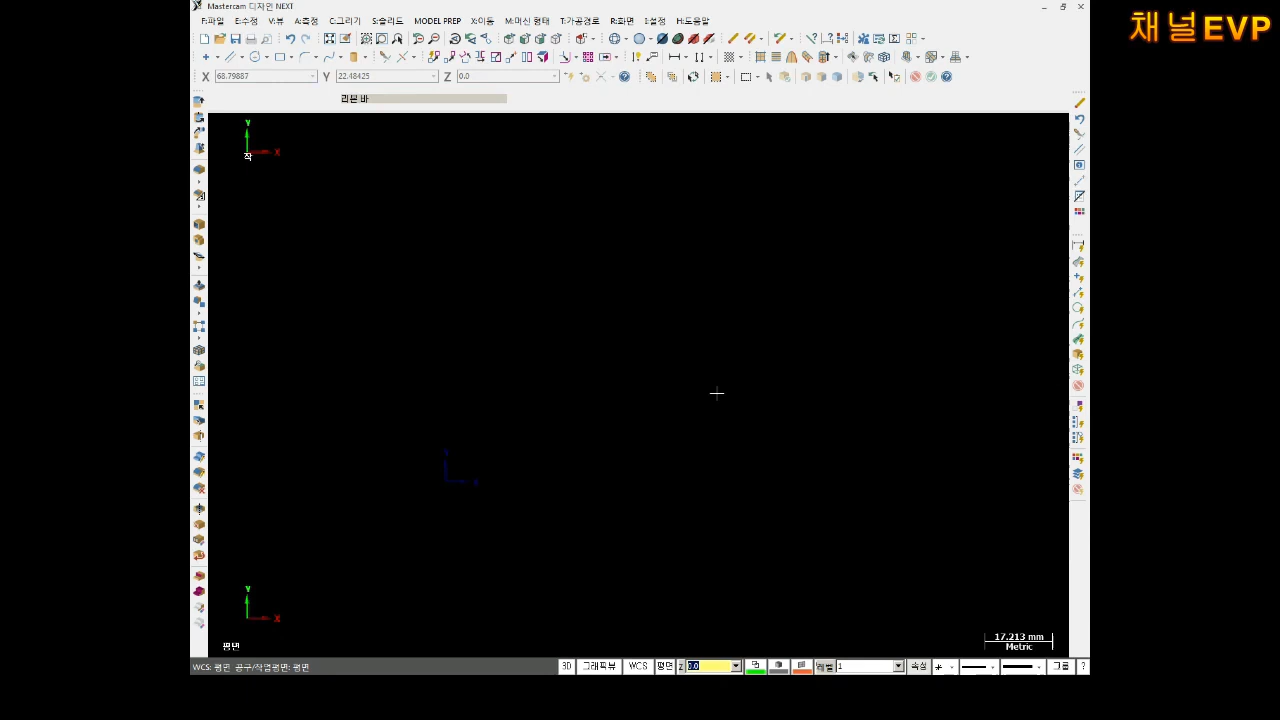 Mastercam 디자인 NEXT
채널EVP
F:파일 E:수정 V:뷰 A:측정 C:그리기 S:솔리드 MODEL PREP X:이동 M:머신 형태 T:가공경로 R:화면 I:설정 H:도움말
X 68.79887 Y 22.48425 Z 0.0
리본 바
Y
X
Y
X
평면
17.213 mm
Metric
WCS: 평면 공구/작업평면: 평면 3D 그래픽뷰 WCS 평면 Z 0.0 레벨 1 속성 그룹 ?